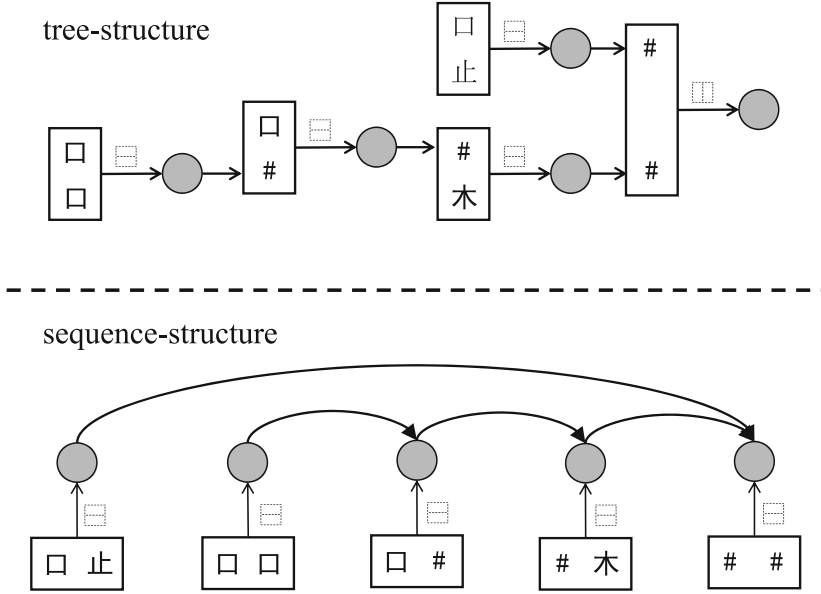 tree-structure
口
止
#
#
口
#
口
口
#
木
sequence-structure
口 止
口 口
口 #
# 木
# #